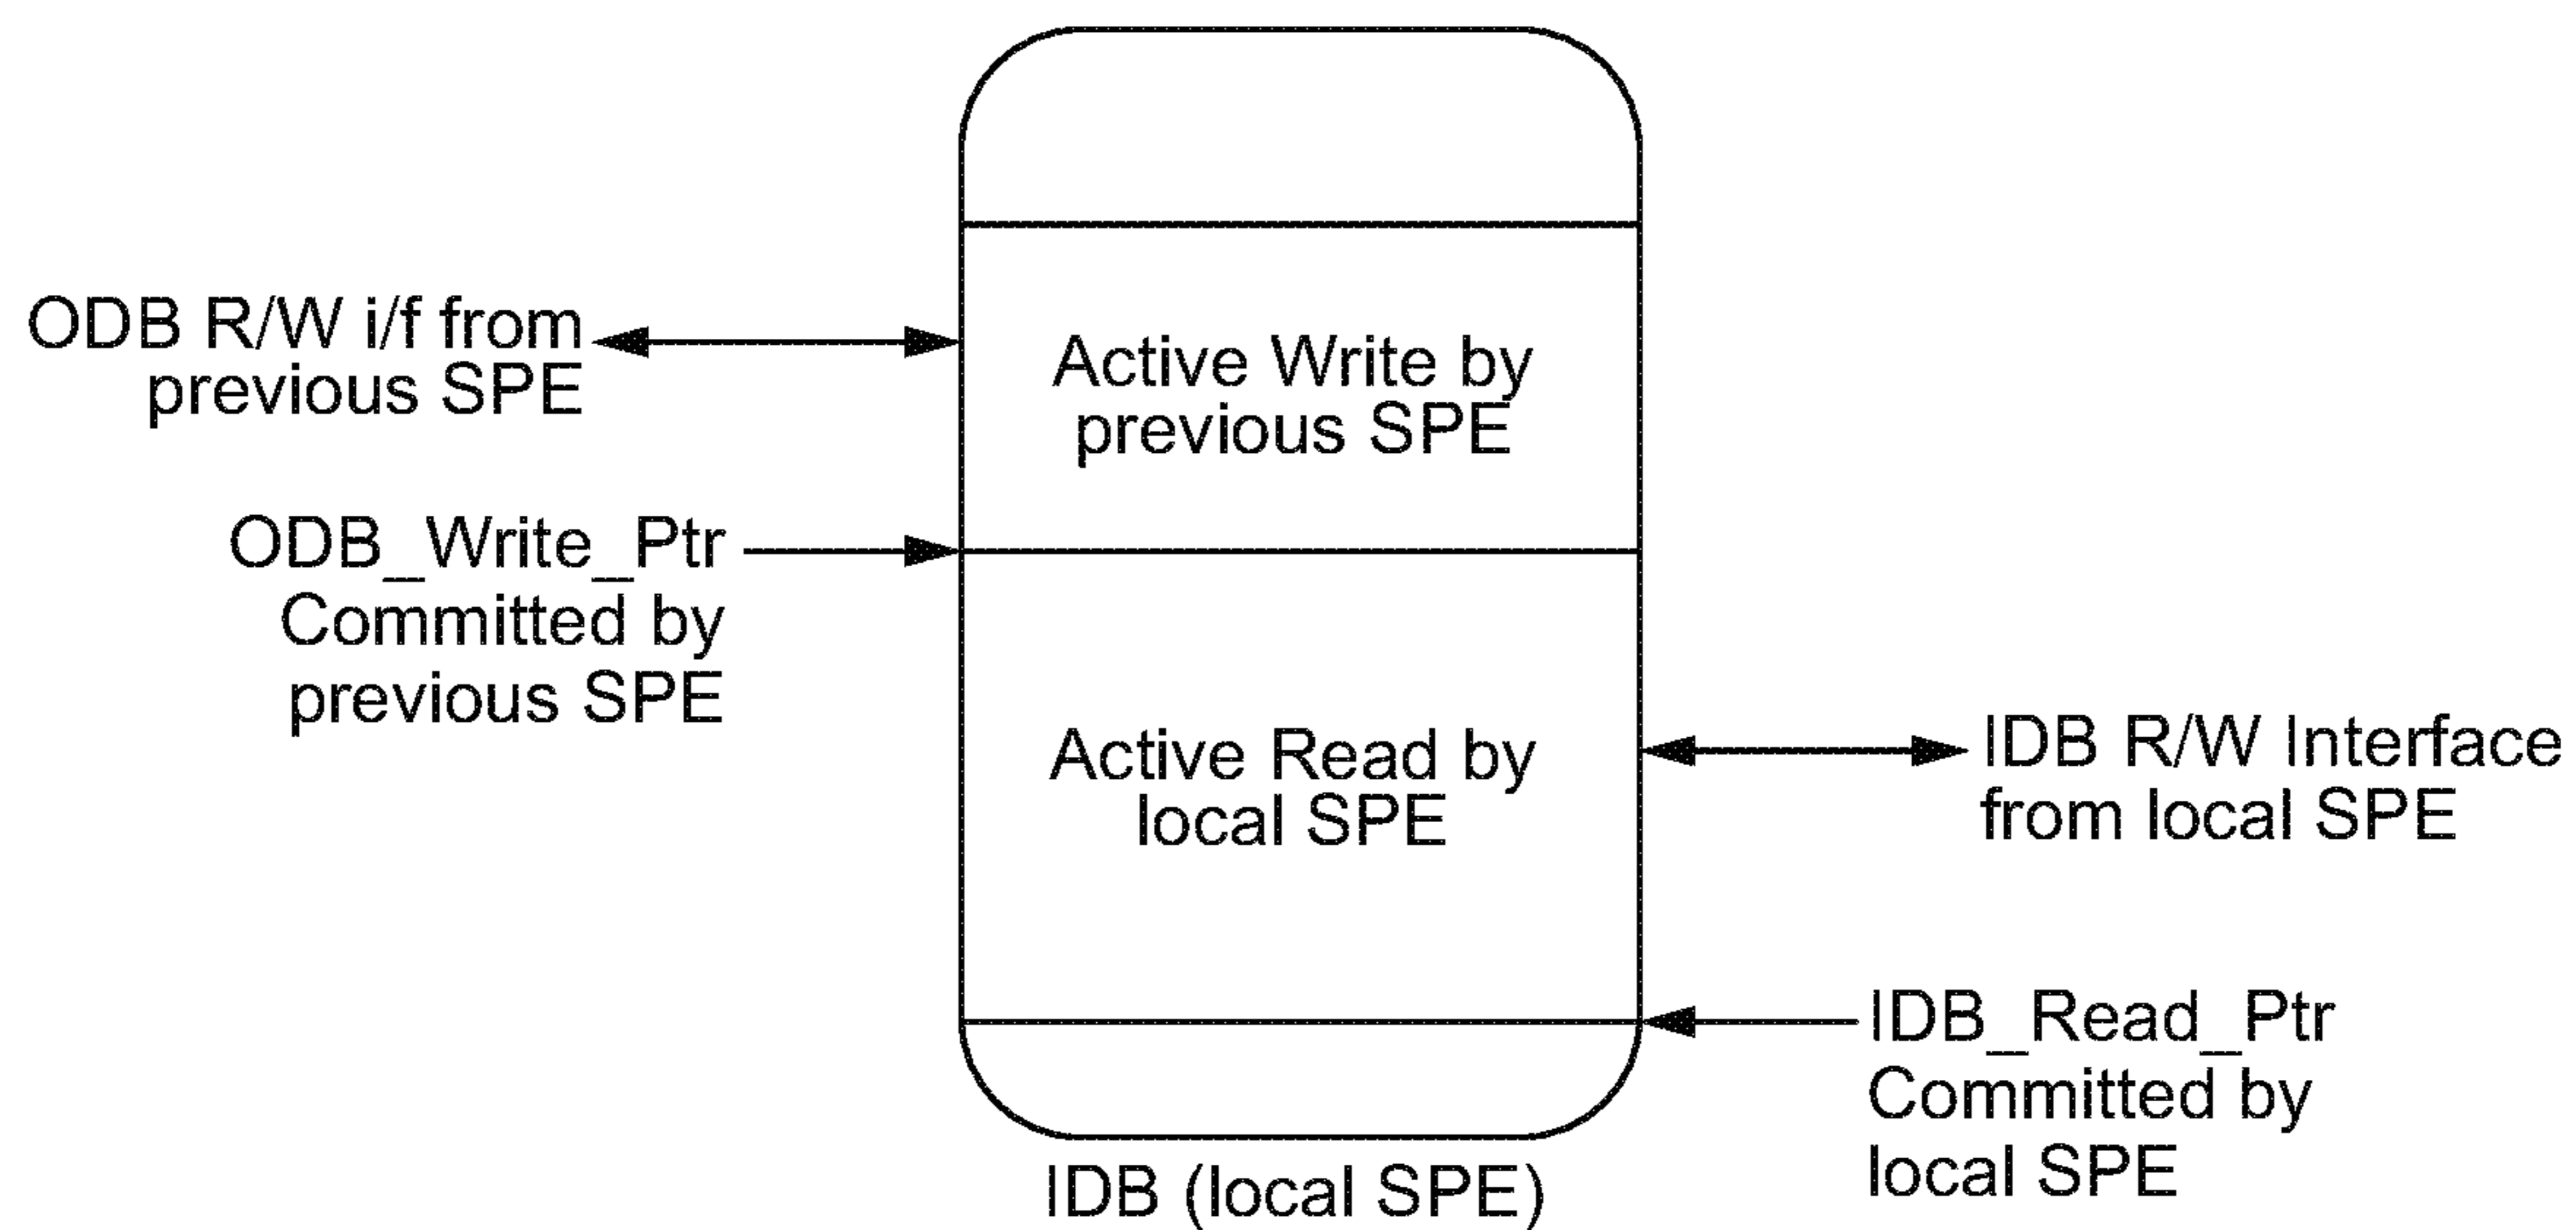 ODB R/W i/f from
previous SPE
Active Write by
previous SPE
ODB_Write_Ptr
Committed by
previous SPE
Active Read by
local SPE
IDB R/W Interface
from local SPE
IDB_Read_Ptr
Committed by
local SPE
IDB (local SPE)